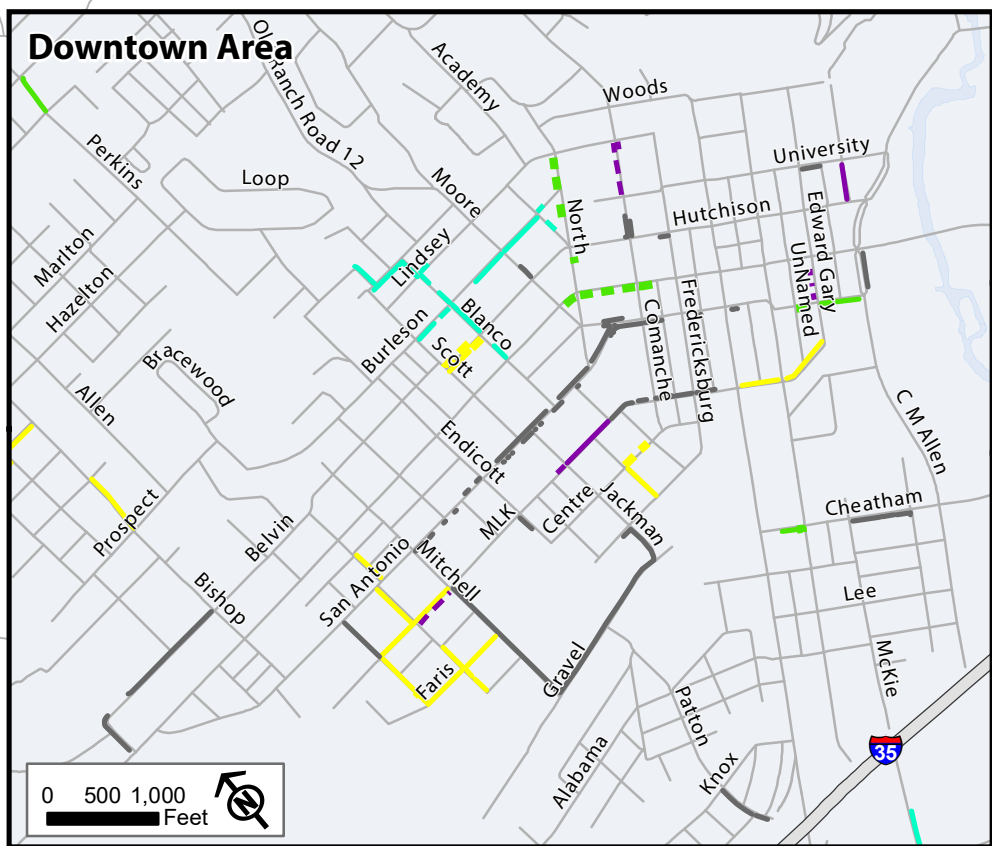 Downtown Area
Old Ranch Road 12
Academy
Woods
Perkins
University
Loop
Moore
North
Hutchison
Edward Gary
UnNamed
Marlton
Lindsey
Hazelton
Blanco
Burleson
Scott
Comanche
Fredericksburg
Bracewood
Allen
C M Allen
Endicott
Prospect
Belvin
MLK
Centre
Jackman
Cheatham
San Antonio
Mitchell
Bishop
Lee
Faris
Gravel
McKie
Patton
Alabama
Knox
35
0 500 1,000
Feet
N